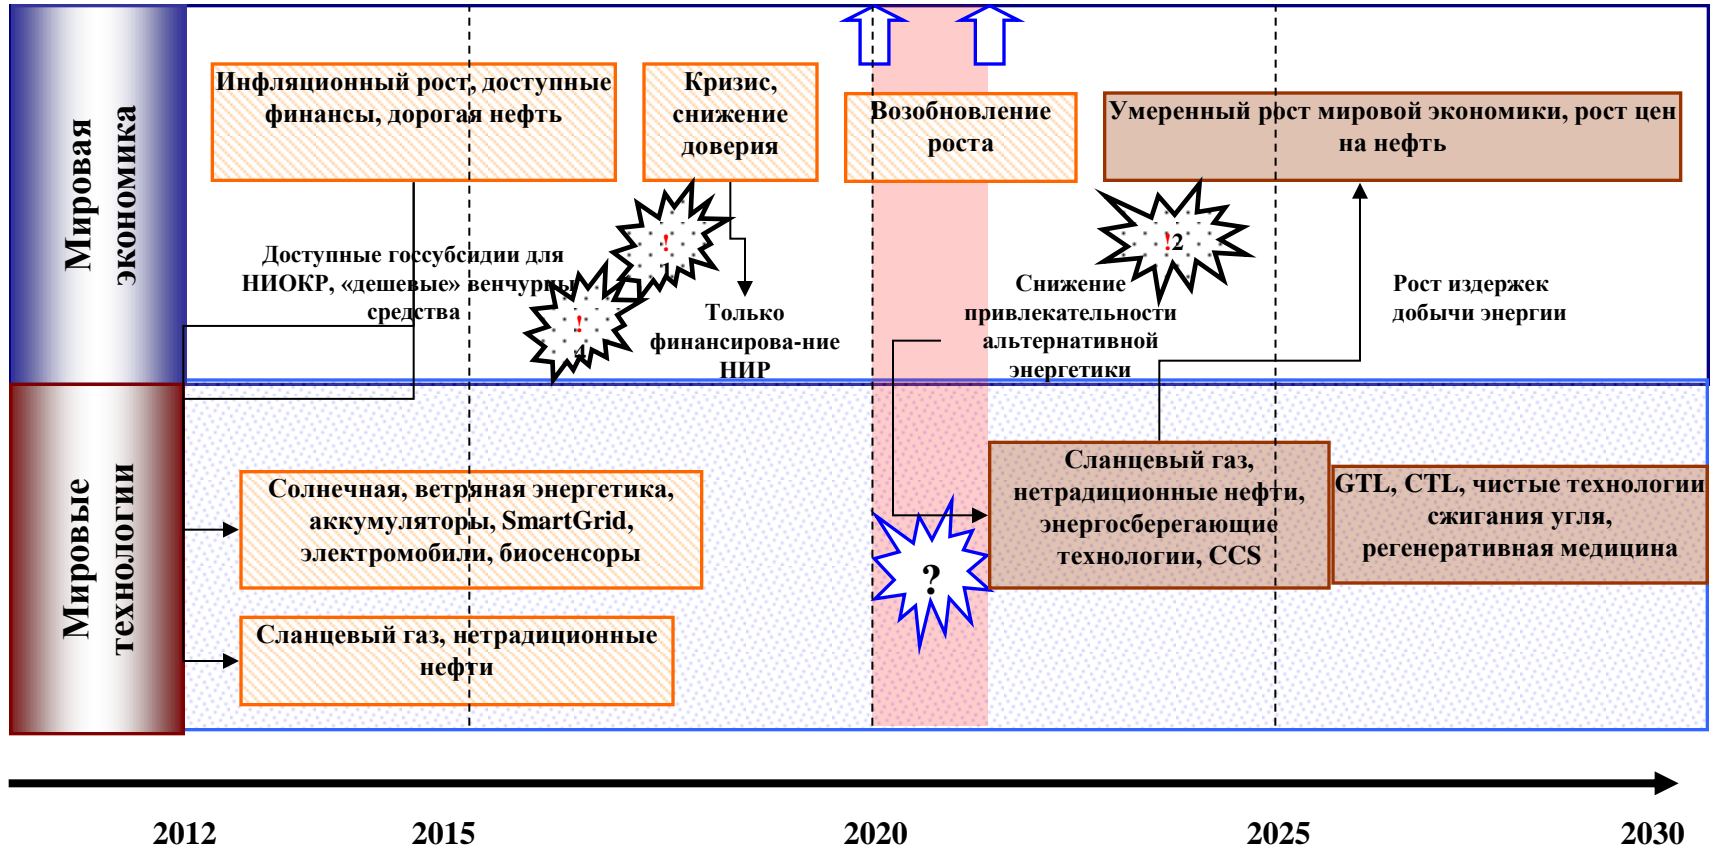 Мировая
экономика
Инфляционный рост, доступные
финансы, дорогая нефть
Кризис,
снижение
доверия
Возобновление
роста
Умеренный рост мировой экономики, рост цен
на нефть
Доступные госсубсидии для
НИОКР, «дешевые» венчурны
средства
!
1
!
4
Только
финансирова-ние
НИР
!2
Снижение
привлекательности
альтернативной
энергетики
Рост издержек
добычи энергии
Мировые
технологии
Солнечная, ветряная энергетика,
аккумуляторы, SmartGrid,
электромобили, биосенсоры
Сланцевый газ, нетрадиционные
нефти
?
Сланцевый газ,
нетрадиционные нефти,
энергосберегающие
технологии, CCS
GTL, CTL, чистые технологии
сжигания угля,
регенеративная медицина
2012
2015
2020
2025
2030